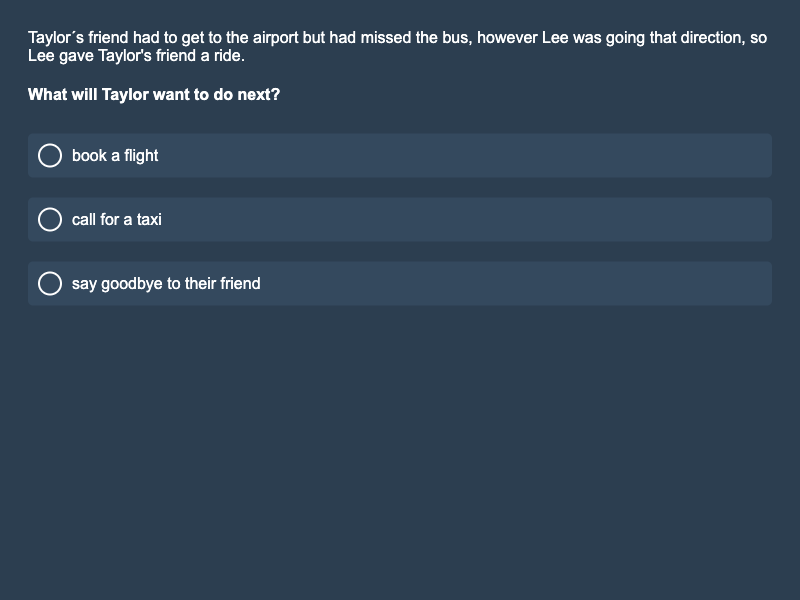 Taylor´s friend had to get to the airport but had missed the bus, however Lee was going that direction, so
Lee gave Taylor's friend a ride.
What will Taylor want to do next?
book a flight
call for a taxi
say goodbye to their friend